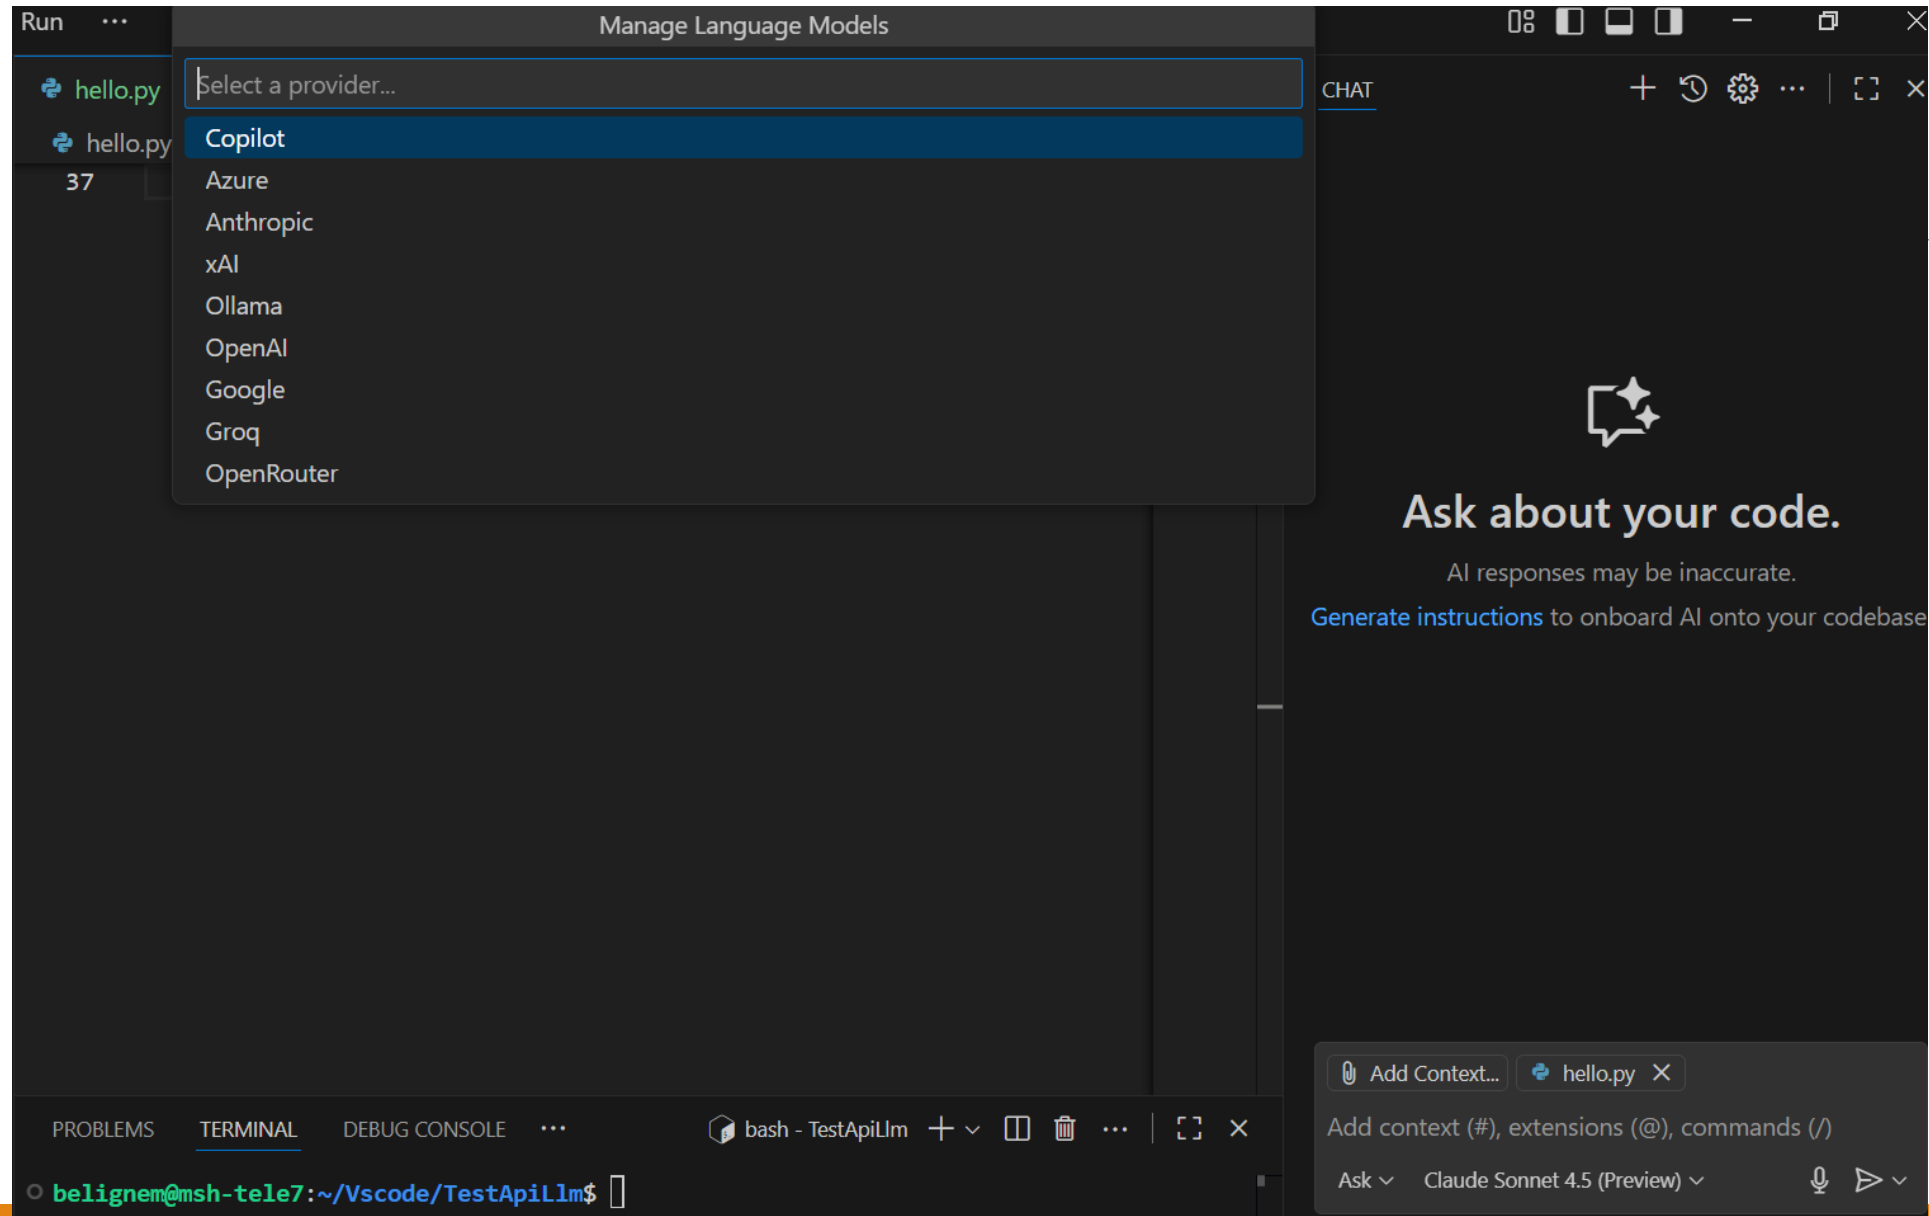 Run ...
Manage Language Models
Select a provider...
hello.py
hello.py
37
Copilot
Azure
Anthropic
xAI
Ollama
OpenAI
Google
Groq
OpenRouter
CHAT
Ask about your code.
AI responses may be inaccurate.
Generate instructions to onboard AI onto your codebase
Add Context... hello.py
Add context (#), extensions (@), commands (/)
Ask Claude Sonnet 4.5 (Preview)
PROBLEMS TERMINAL DEBUG CONSOLE ... bash - TestApiLlm ...
belignem@msh-tele7:~/Vscode/TestApiLlm$